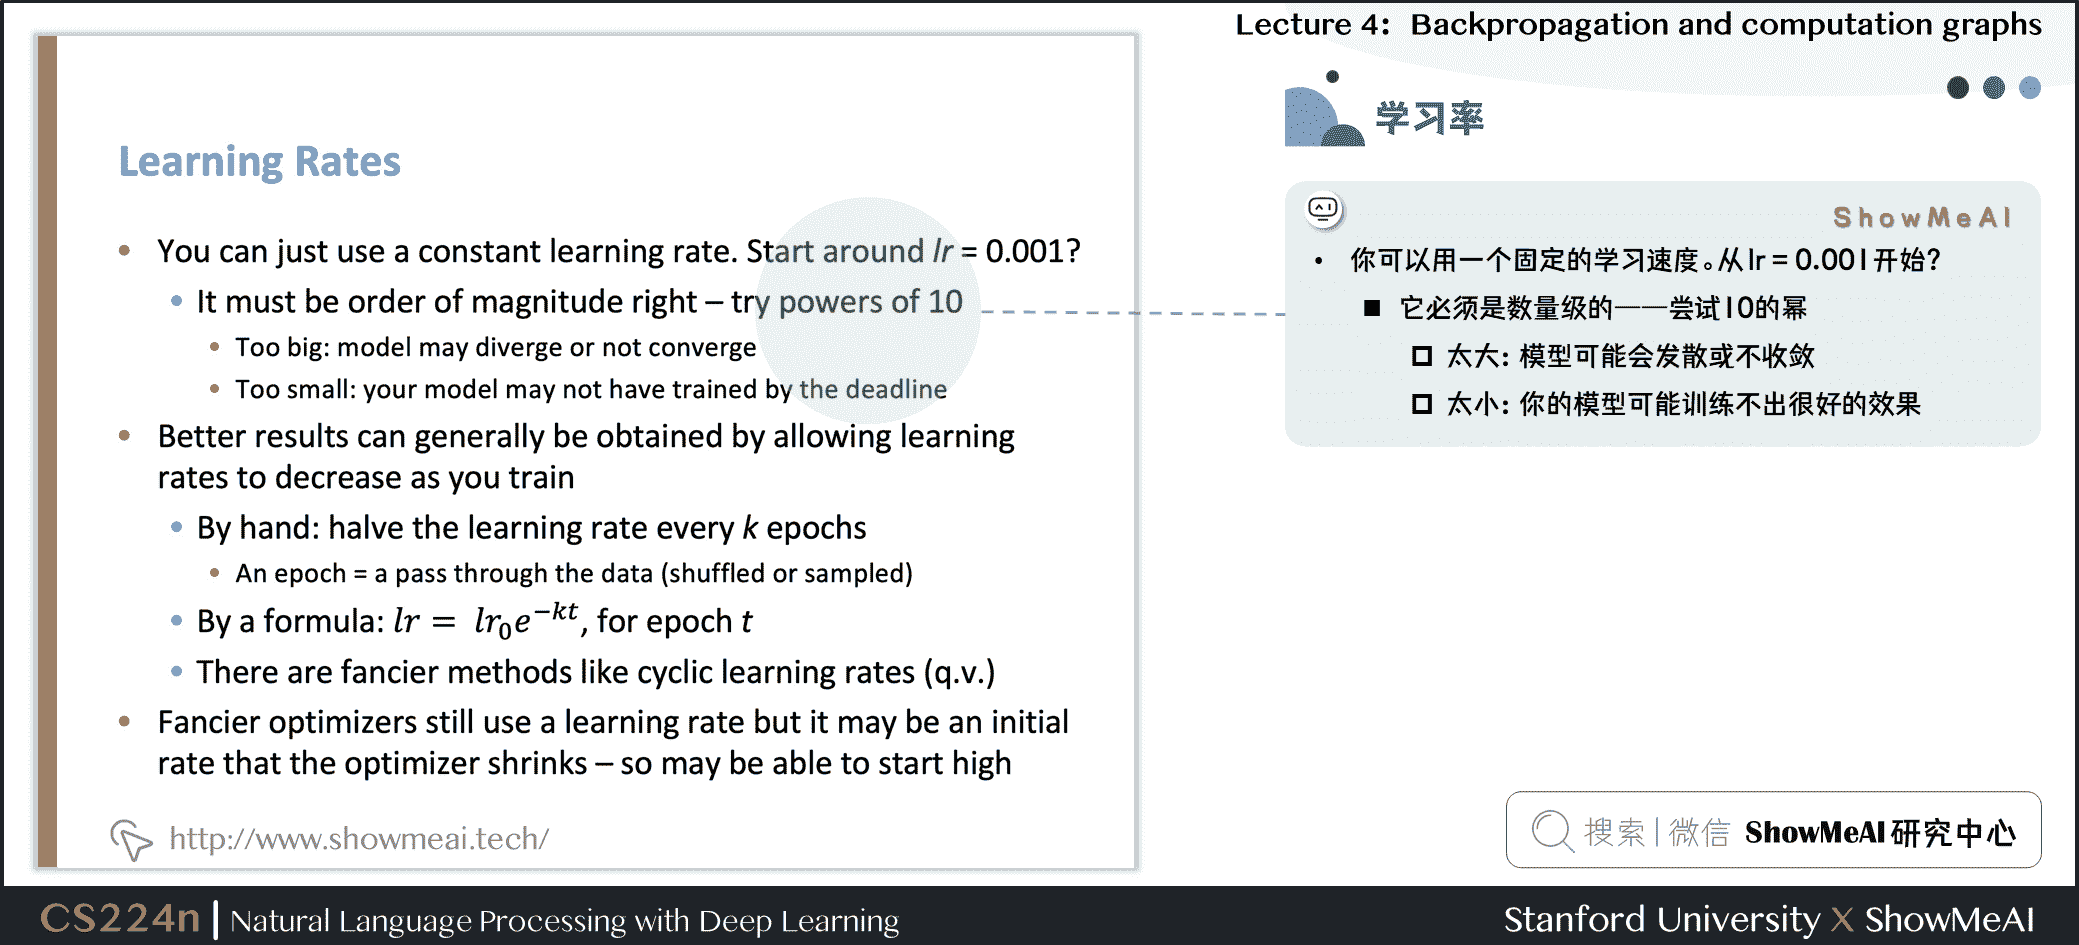 Lecture 4: Backpropagation and computation graphs
Learning Rates
• You can just use a constant learning rate. Start around lr = 0.001?
• It must be order of magnitude right – try powers of 10
• Too big: model may diverge or not converge
• Too small: your model may not have trained by the deadline
• Better results can generally be obtained by allowing learning
rates to decrease as you train
• By hand: halve the learning rate every k epochs
• An epoch = a pass through the data (shuffled or sampled)
• By a formula: lr = lr₀e^{-kt}, for epoch t
• There are fancier methods like cyclic learning rates (q.v.)
• Fancier optimizers still use a learning rate but it may be an initial
rate that the optimizer shrinks – so may be able to start high
http://www.showmeai.tech/
学习率
ShowMeAI
• 你可以用一个固定的学习速度。从lr = 0.001开始?
■ 它必须是数量级的——尝试10的幂
□ 太大: 模型可能会发散或不收敛
□ 太小: 你的模型可能训练不出很好的效果
搜索|微信 ShowMeAI研究中心
CS224n | Natural Language Processing with Deep Learning
Stanford University X ShowMeAI